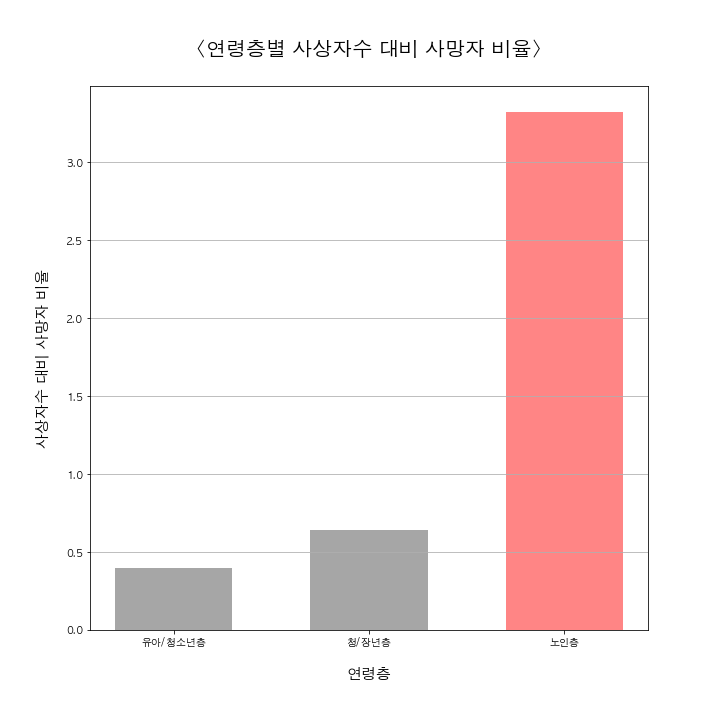 〈연령층별 사상자수 대비 사망자 비율〉
사상자수 대비 사망자 비율
3.0
2.5
2.0
1.5
1.0
0.5
0.0
유아/청소년층
청/장년층
노인층
연령층